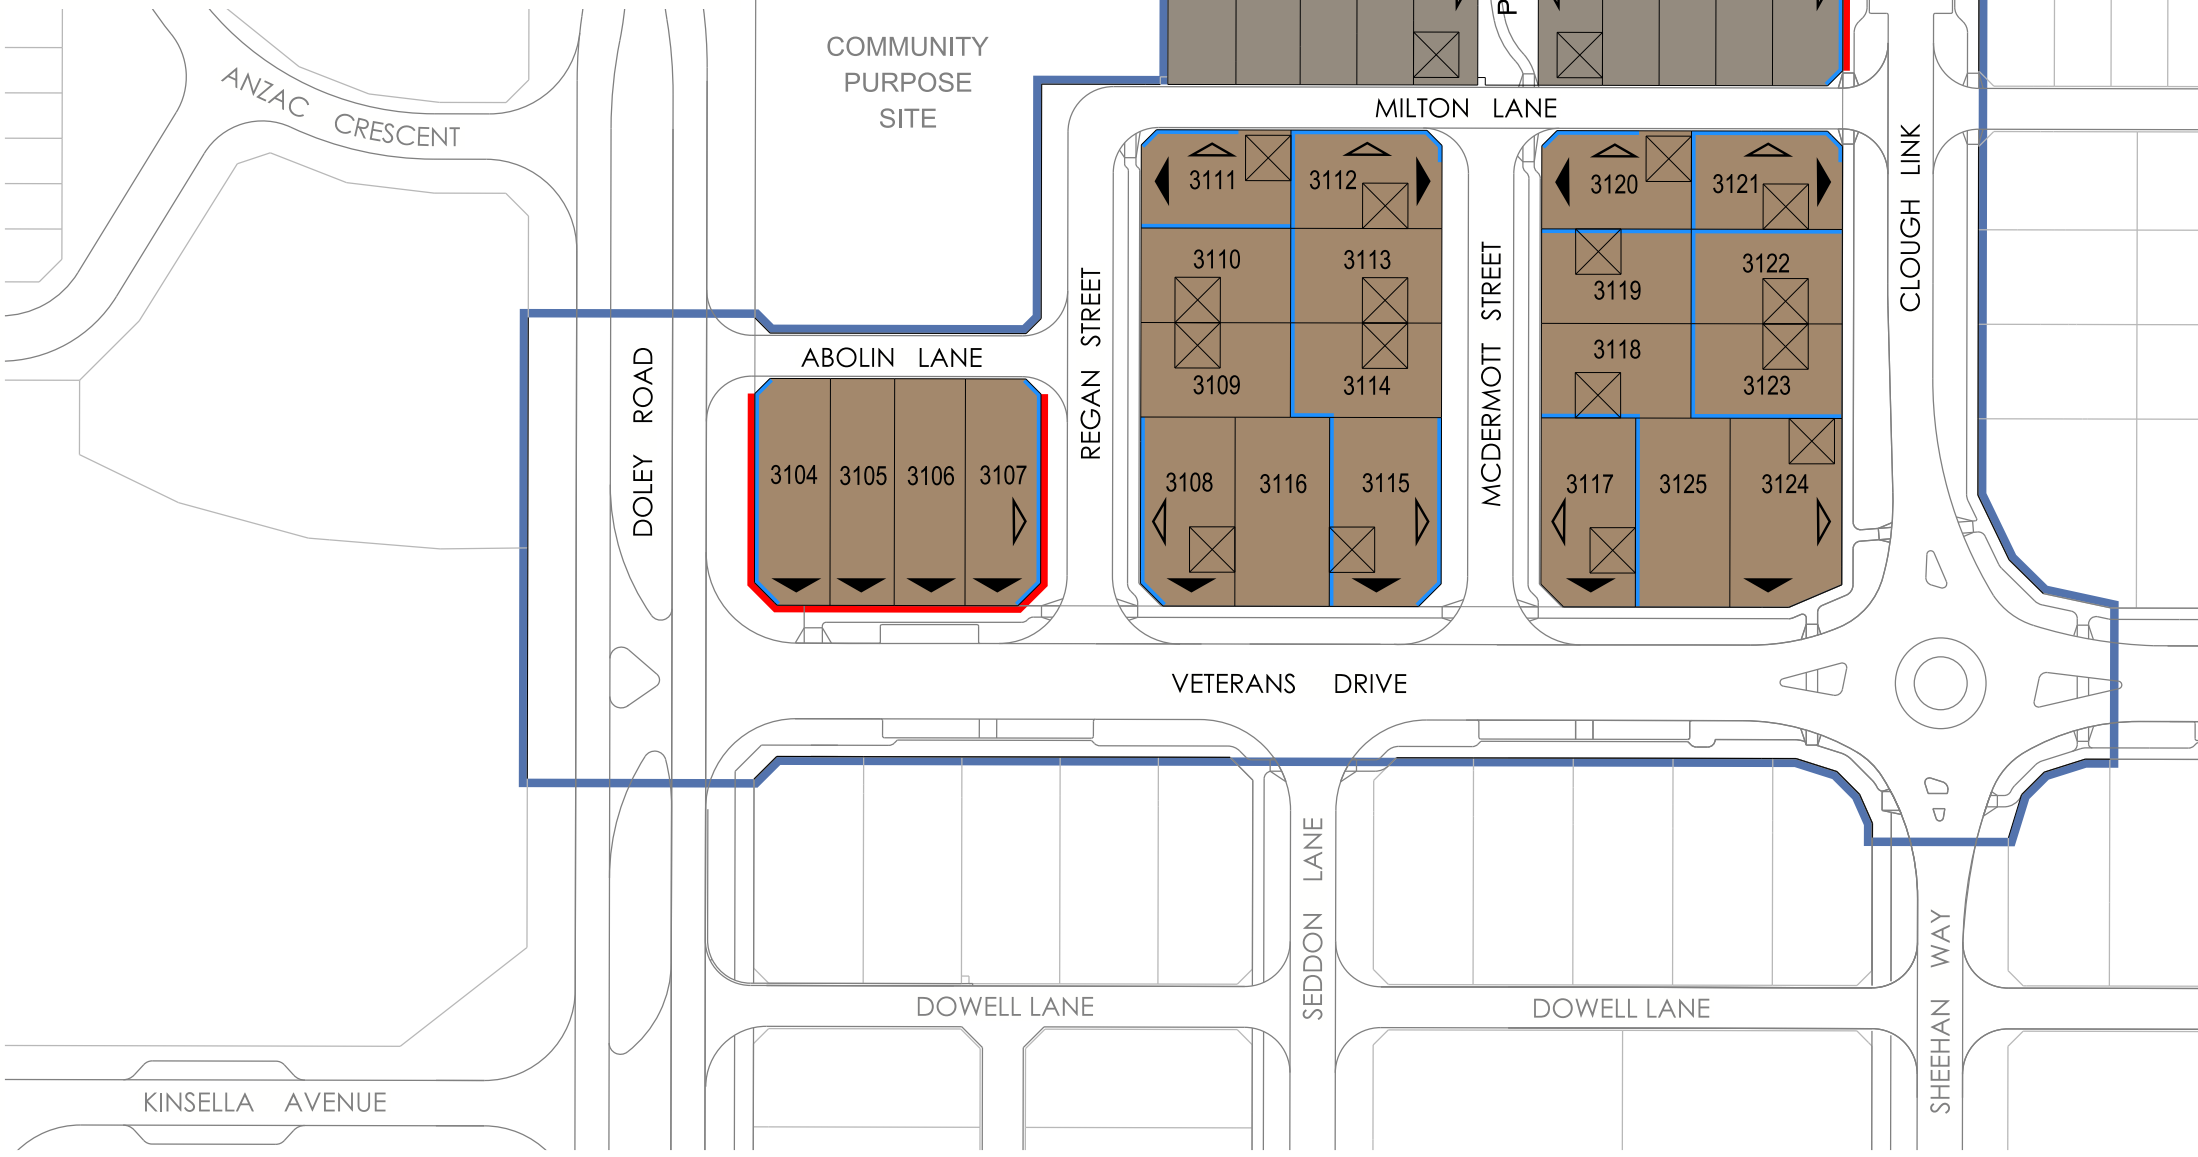 P
COMMUNITY
PURPOSE
SITE
ANZAC CRESCENT
MILTON LANE
CLOUGH LINK
3111
3112
3120
3121
3110
3113
3119
3122
REGAN STREET
MCDERMOTT STREET
DOLEY ROAD
ABOLIN LANE
3109
3114
3118
3123
3104
3105
3106
3107
3108
3116
3115
3117
3125
3124
VETERANS DRIVE
SEDDON LANE
SHEEHAN WAY
DOWELL LANE
DOWELL LANE
KINSELLA AVENUE